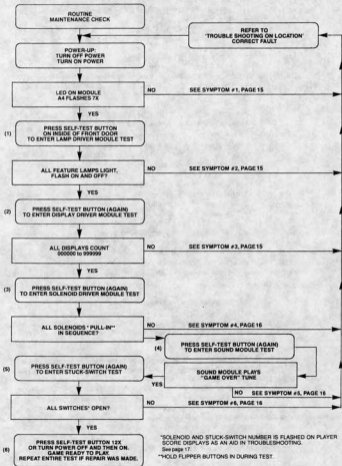 ROUTINE
MAINTENANCE CHECK
REFER TO
'TROUBLE SHOOTING ON LOCATION'
CORRECT FAULT
POWER-UP:
TURN OFF POWER
TURN ON POWER
LED ON MODULE
A4 FLASHES 7X
NO
SEE SYMPTOM #1, PAGE 15
YES
(1)
PRESS SELF-TEST BUTTON
ON INSIDE OF FRONT DOOR
TO ENTER LAMP DRIVER MODULE TEST
ALL FEATURE LAMPS LIGHT,
FLASH ON AND OFF?
NO
SEE SYMPTOM #2, PAGE 15
YES
(2)
PRESS SELF-TEST BUTTON (AGAIN)
TO ENTER DISPLAY DRIVER MODULE TEST
ALL DISPLAYS COUNT
000000 to 999999
NO
SEE SYMPTOM #3, PAGE 15
YES
(3)
PRESS SELF-TEST BUTTON (AGAIN)
TO ENTER SOLENOID DRIVER MODULE TEST
ALL SOLENOIDS* PULL-IN**
IN SEQUENCE?
NO
SEE SYMPTOM #4, PAGE 16
(4)
PRESS SELF-TEST BUTTON (AGAIN)
TO ENTER SOUND MODULE TEST
(5)
PRESS SELF-TEST BUTTON (AGAIN)
TO ENTER STUCK-SWITCH TEST
YES
SOUND MODULE PLAYS
"GAME OVER" TUNE
NO
SEE SYMPTOM #5, PAGE 16
ALL SWITCHES* OPEN?
NO
SEE SYMPTOM #6, PAGE 16
(6)
PRESS SELF-TEST BUTTON 12X
OR TURN POWER OFF AND THEN ON.
GAME READY TO PLAY.
REPEAT ENTIRE TEST IF REPAIR WAS MADE.
*SOLENOID AND STUCK-SWITCH NUMBER IS FLASHED ON PLAYER
SCORE DISPLAYS AS AN AID IN TROUBLESHOOTING.
See page 17.
**HOLD FLIPPER BUTTONS IN DURING TEST.